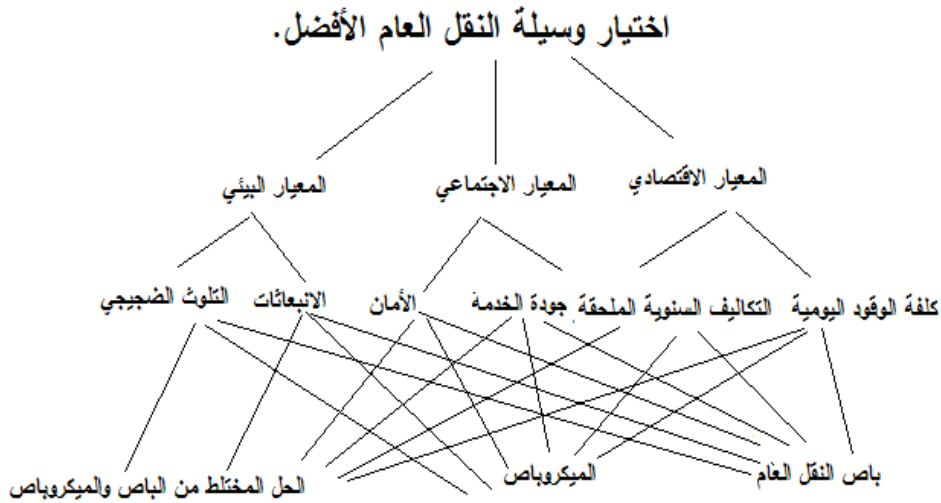 اختيار وسيلة النقل العام الأفضل.
المعيار الاقتصادي
المعيار الاجتماعي
المعيار البيئي
كلفة الوقود اليومية
التكاليف السنوية الملحقة
جودة الخدمة
الأمان
الانبعاثات
التلوث الضجيجي
باص النقل العام
الميكروباص
الحل المختلط من الباص والميكروباص